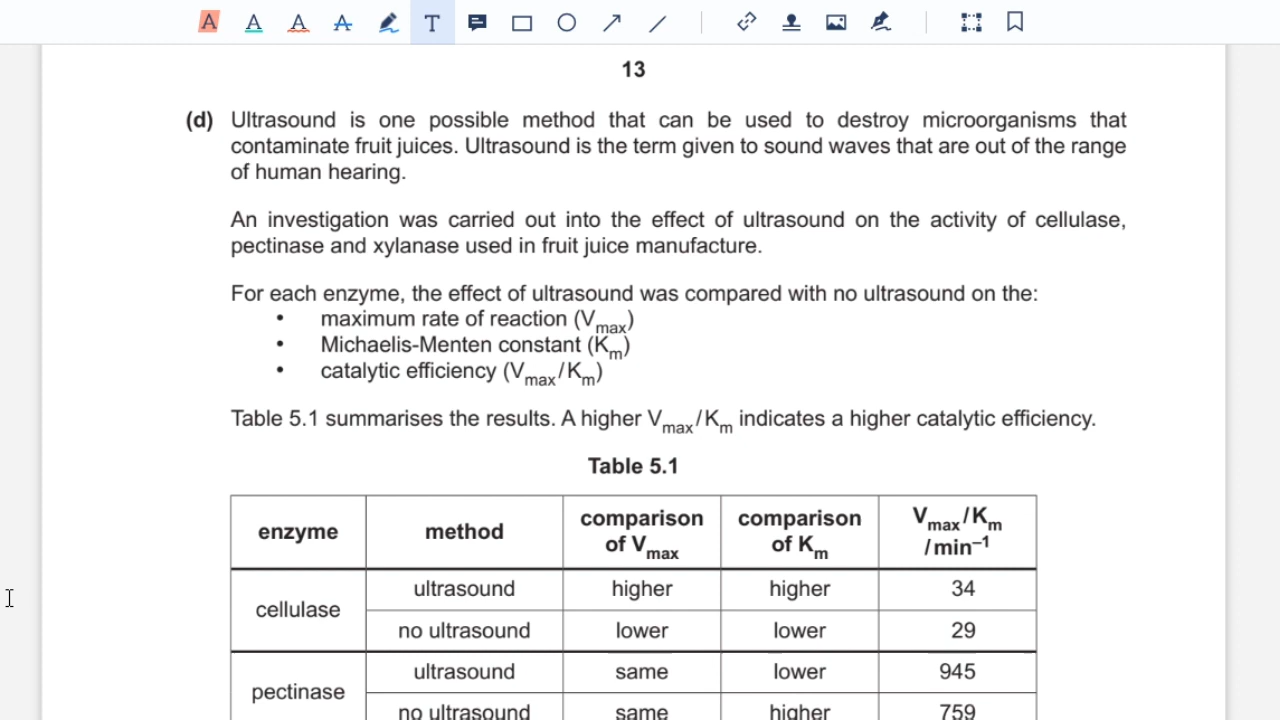 A A A A T
13
(d) Ultrasound is one possible method that can be used to destroy microorganisms that
contaminate fruit juices. Ultrasound is the term given to sound waves that are out of the range
of human hearing.
An investigation was carried out into the effect of ultrasound on the activity of cellulase,
pectinase and xylanase used in fruit juice manufacture.
For each enzyme, the effect of ultrasound was compared with no ultrasound on the:
• maximum rate of reaction (Vmax)
• Michaelis-Menten constant (Km)
• catalytic efficiency (Vmax/Km)
Table 5.1 summarises the results. A higher Vmax/Km indicates a higher catalytic efficiency.
Table 5.1
enzyme method comparison of Vmax comparison of Km Vmax/Km /min–1
cellulase ultrasound higher higher 34
no ultrasound lower lower 29
pectinase ultrasound same lower 945
no ultrasound same higher 759